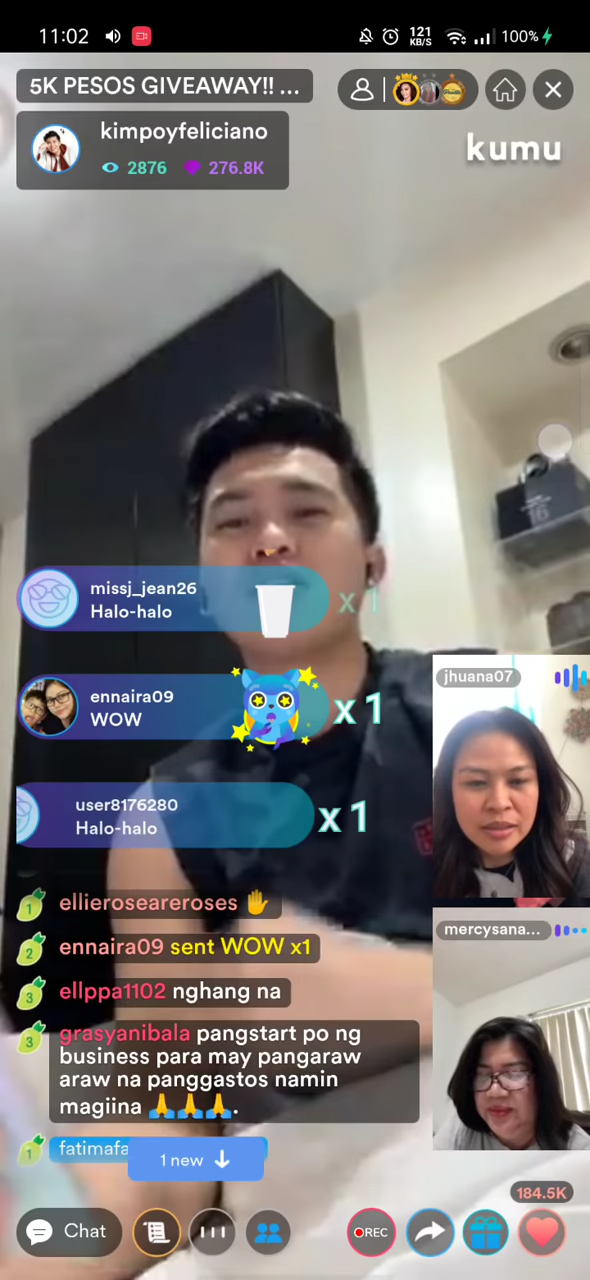 11:02
121
KB/S
100%
5K PESOS GIVEAWAY!! ...
kimpoyfeliciano
2876
276.8K
kumu
missj_jean26
Halo-halo
x 1
ennaira09
WOW
x 1
user8176280
Halo-halo
x 1
jhuana07
mercysana...
1 ellieroseareroses ✋
2 ennaira09 sent WOW x1
3 ellppa1102 nghang na
3 grasyanibala pangstart po ng
business para may pangaraw
araw na panggastos namin
magiina 🙏🙏🙏.
1 fatimafa
1 new ↓
184.5K
Chat
REC